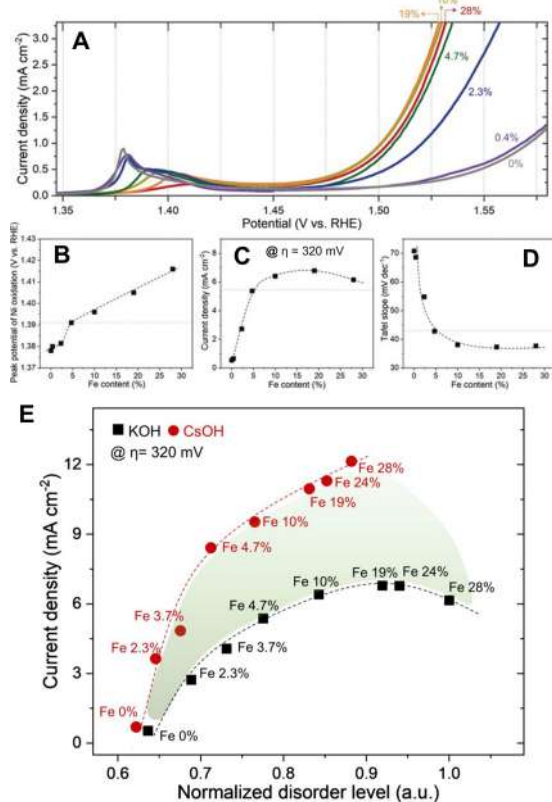 10%
19%
28%
A
4.7%
2.3%
0.4%
0%
Current density (mA cm⁻²)
3.0
2.5
2.0
1.5
1.0
0.5
0.0
1.35 1.40 1.45 1.50 1.55
Potential (V vs. RHE)
B
Peak potential of Ni oxidation (V vs. RHE)
1.43
1.42
1.41
1.40
1.39
1.38
1.37
0 5 10 15 20 25 30
Fe content (%)
C
@ η = 320 mV
Current density (mA cm⁻²)
8
6
4
2
0
0 5 10 15 20 25 30
Fe content (%)
D
Tafel slope (mV dec⁻¹)
70
60
50
40
30
0 5 10 15 20 25 30
Fe content (%)
E
KOH CsOH
@ η= 320 mV
Current density (mA cm⁻²)
12
9
6
3
0
Fe 28%
Fe 24%
Fe 19%
Fe 10%
Fe 4.7%
Fe 3.7%
Fe 2.3%
Fe 0%
Fe 19% Fe 24%
Fe 28%
Fe 10%
Fe 4.7%
Fe 3.7%
Fe 2.3%
Fe 0%
0.6 0.7 0.8 0.9 1.0
Normalized disorder level (a.u.)